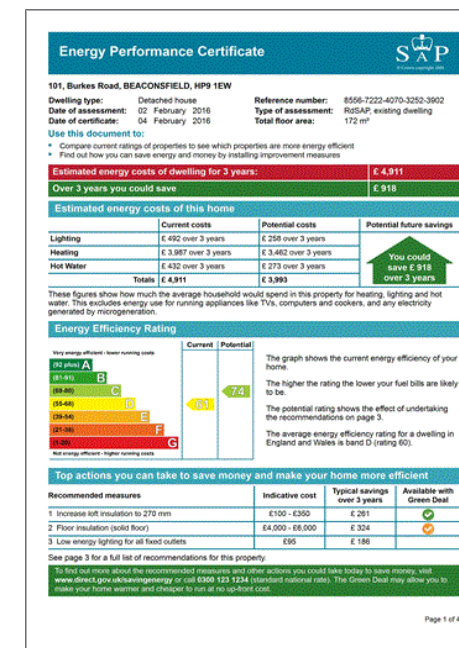 Energy Performance Certificate
SAP
© Crown copyright 2009
101, Burkes Road, BEACONSFIELD, HP9 1EW
Dwelling type: Detached house
Date of assessment: 02 February 2016
Date of certificate: 04 February 2016
Reference number: 8556-7222-4070-3252-3902
Type of assessment: RdSAP, existing dwelling
Total floor area: 172 m²
Use this document to:
• Compare current ratings of properties to see which properties are more energy efficient
• Find out how you can save energy and money by installing improvement measures
Estimated energy costs of dwelling for 3 years: £ 4,911
Over 3 years you could save £ 918
Estimated energy costs of this home
Current costs Potential costs Potential future savings
Lighting £ 492 over 3 years £ 258 over 3 years
Heating £ 3,987 over 3 years £ 3,462 over 3 years
Hot Water £ 432 over 3 years £ 273 over 3 years
Totals £ 4,911 £ 3,993
You could
save £ 918
over 3 years
These figures show how much the average household would spend in this property for heating, lighting and hot
water. This excludes energy use for running appliances like TVs, computers and cookers, and any electricity
generated by microgeneration.
Energy Efficiency Rating
Current Potential
Very energy efficient - lower running costs
(92 plus) A
(81-91) B
(69-80) C
(55-68) D
(39-54) E
(21-38) F
(1-20) G
Not energy efficient - higher running costs
61
74
The graph shows the current energy efficiency of your
home.
The higher the rating the lower your fuel bills are likely
to be.
The potential rating shows the effect of undertaking
the recommendations on page 3.
The average energy efficiency rating for a dwelling in
England and Wales is band D (rating 60).
Top actions you can take to save money and make your home more efficient
Recommended measures Indicative cost Typical savings over 3 years Available with Green Deal
1 Increase loft insulation to 270 mm £100 - £350 £ 261
2 Floor insulation (solid floor) £4,000 - £6,000 £ 324
3 Low energy lighting for all fixed outlets £95 £ 186
See page 3 for a full list of recommendations for this property.
To find out more about the recommended measures and other actions you could take today to save money, visit
www.direct.gov.uk/savingenergy or call 0300 123 1234 (standard national rate). The Green Deal may allow you to
make your home warmer and cheaper to run at no up-front cost.
Page 1 of 4